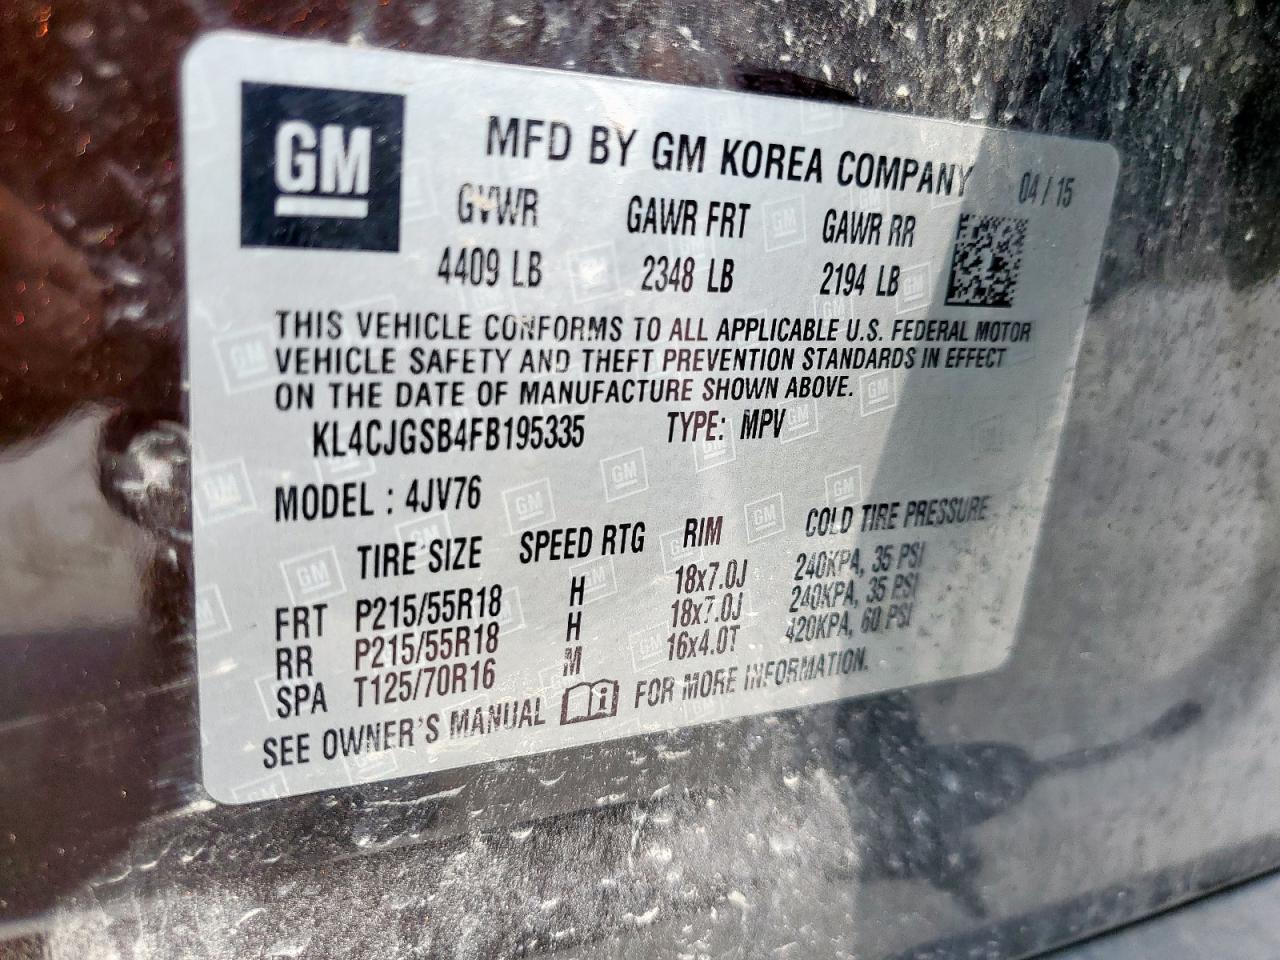 GM
MFD BY GM KOREA COMPANY 04/15
GVWR GAWR FRT GAWR RR
4409 LB 2348 LB 2194 LB
THIS VEHICLE CONFORMS TO ALL APPLICABLE U.S. FEDERAL MOTOR
VEHICLE SAFETY AND THEFT PREVENTION STANDARDS IN EFFECT
ON THE DATE OF MANUFACTURE SHOWN ABOVE.
KL4CJGSB4FB195335 TYPE: MPV
MODEL : 4JV76
TIRE SIZE SPEED RTG RIM COLD TIRE PRESSURE
FRT P215/55R18 H 18x7.0J 240KPA, 35 PSI
RR P215/55R18 H 18x7.0J 240KPA, 35 PSI
SPA T125/70R16 M 16x4.0T 420KPA, 60 PSI
SEE OWNER'S MANUAL FOR MORE INFORMATION.